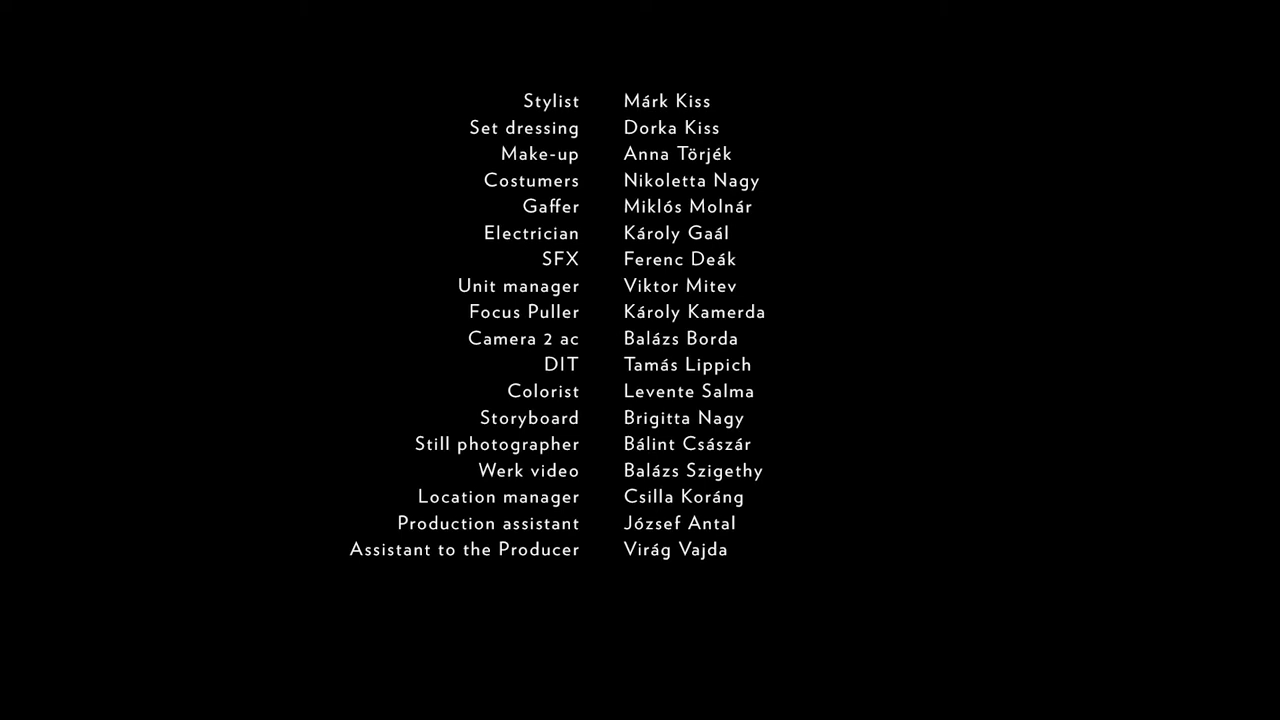 Stylist Márk Kiss
Set dressing Dorka Kiss
Make-up Anna Törjék
Costumers Nikoletta Nagy
Gaffer Miklós Molnár
Electrician Károly Gaál
SFX Ferenc Deák
Unit manager Viktor Mitev
Focus Puller Károly Kamerda
Camera 2 ac Balázs Borda
DIT Tamás Lippich
Colorist Levente Salma
Storyboard Brigitta Nagy
Still photographer Bálint Császár
Werk video Balázs Szigethy
Location manager Csilla Koráng
Production assistant József Antal
Assistant to the Producer Virág Vajda